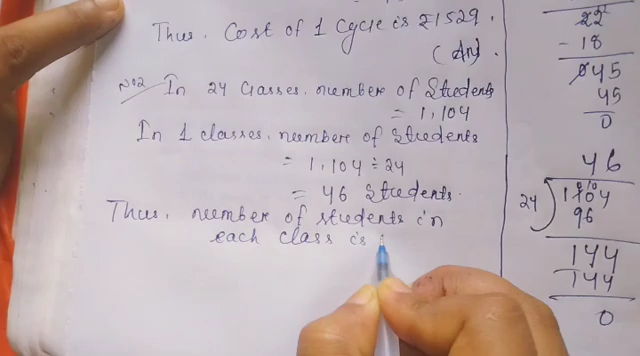 Thus, Cost of 1 Cycle is ₹1529.
(An).
No2 In 24 Classes, number of Students
= 1,104
In 1 classes, number of Students
= 1,104 ÷ 24
= 46 Students.
Thus, number of students in
each class is
22
- 18
045
45
0
46
24 ) 1104
96
144
144
0